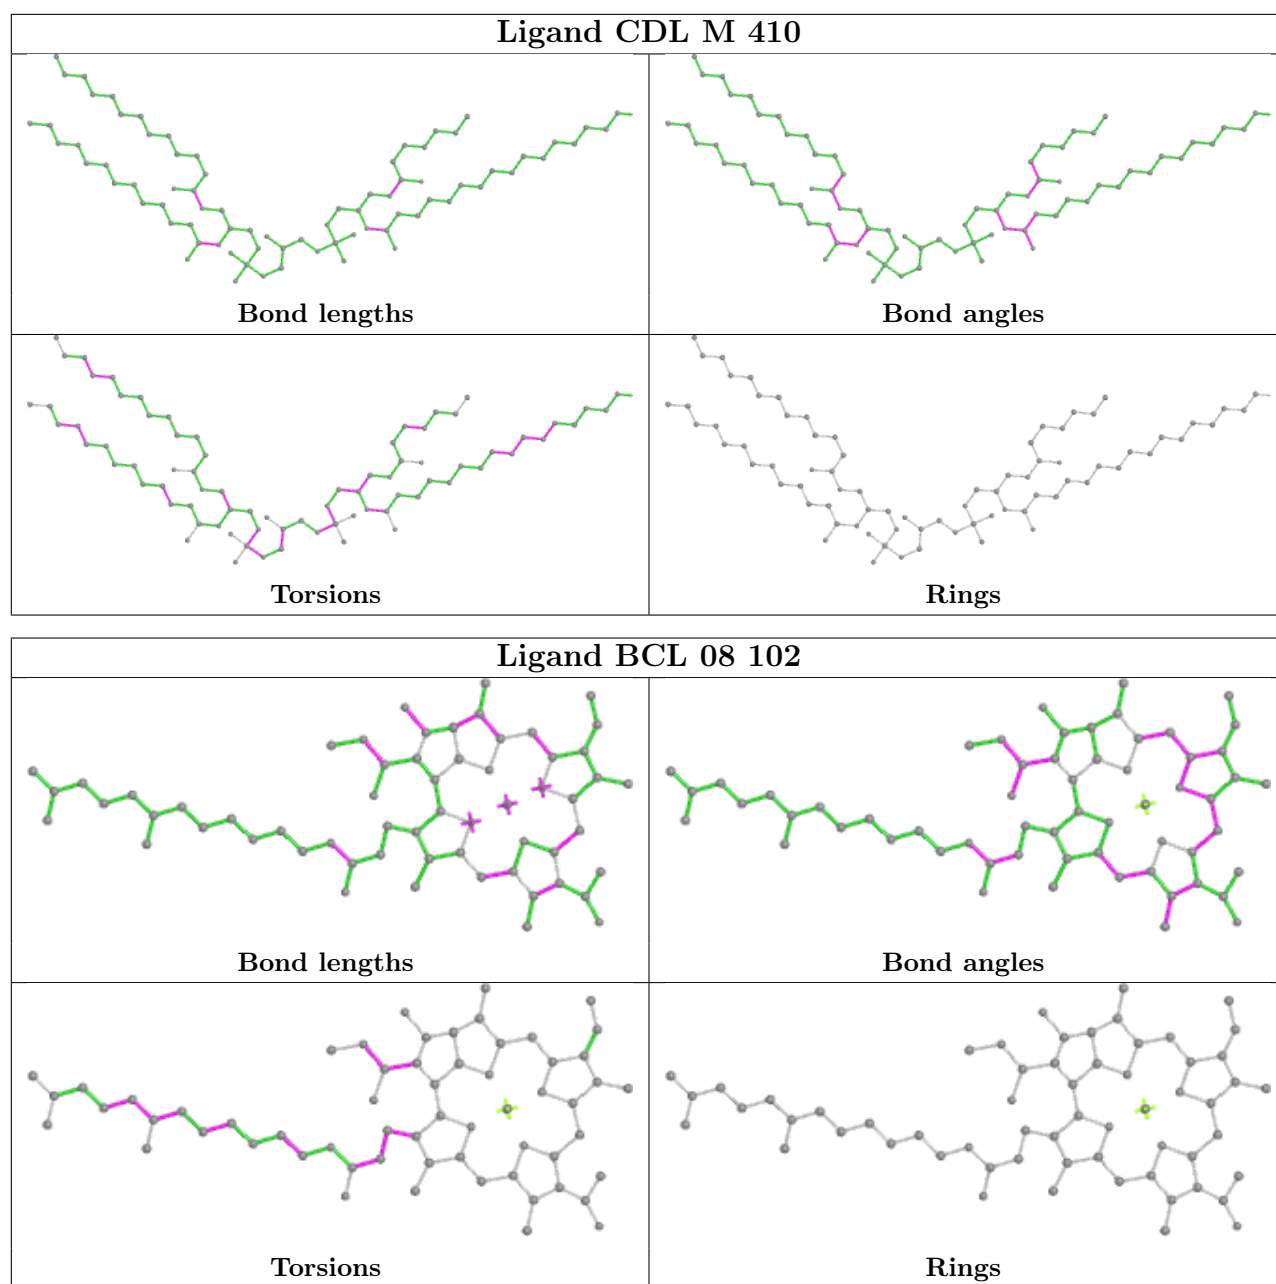 Ligand CDL M 410
Bond lengths
Bond angles
Torsions
Rings
Ligand BCL 08 102
Bond lengths
Bond angles
Torsions
Rings